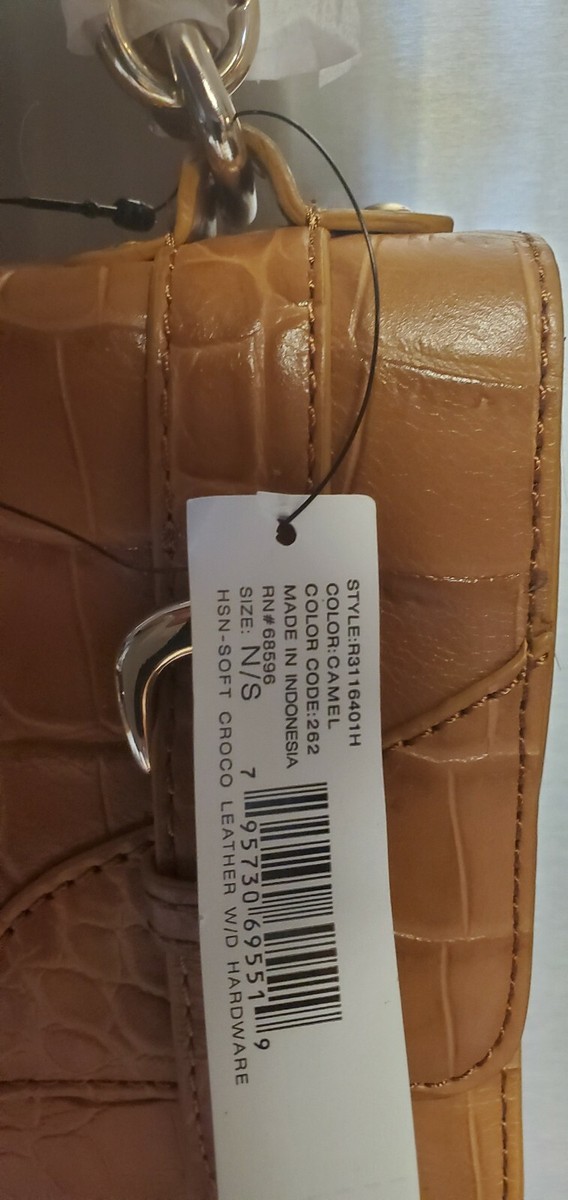 STYLE:R3116401H
COLOR:CAMEL
COLOR CODE:262
MADE IN INDONESIA
RN#68596
SIZE: N/S
7 95730 69551 9
HSN-SOFT CROCO LEATHER W/D HARDWARE